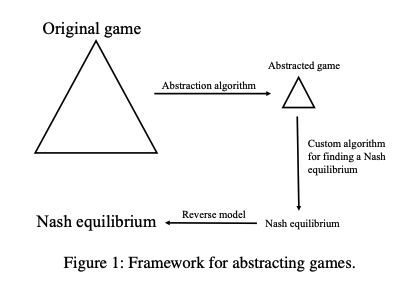 Original game
Abstracted game
Abstraction algorithm
Custom algorithm
for finding a Nash
equilibrium
Nash equilibrium
Reverse model
Nash equilibrium
Figure 1: Framework for abstracting games.